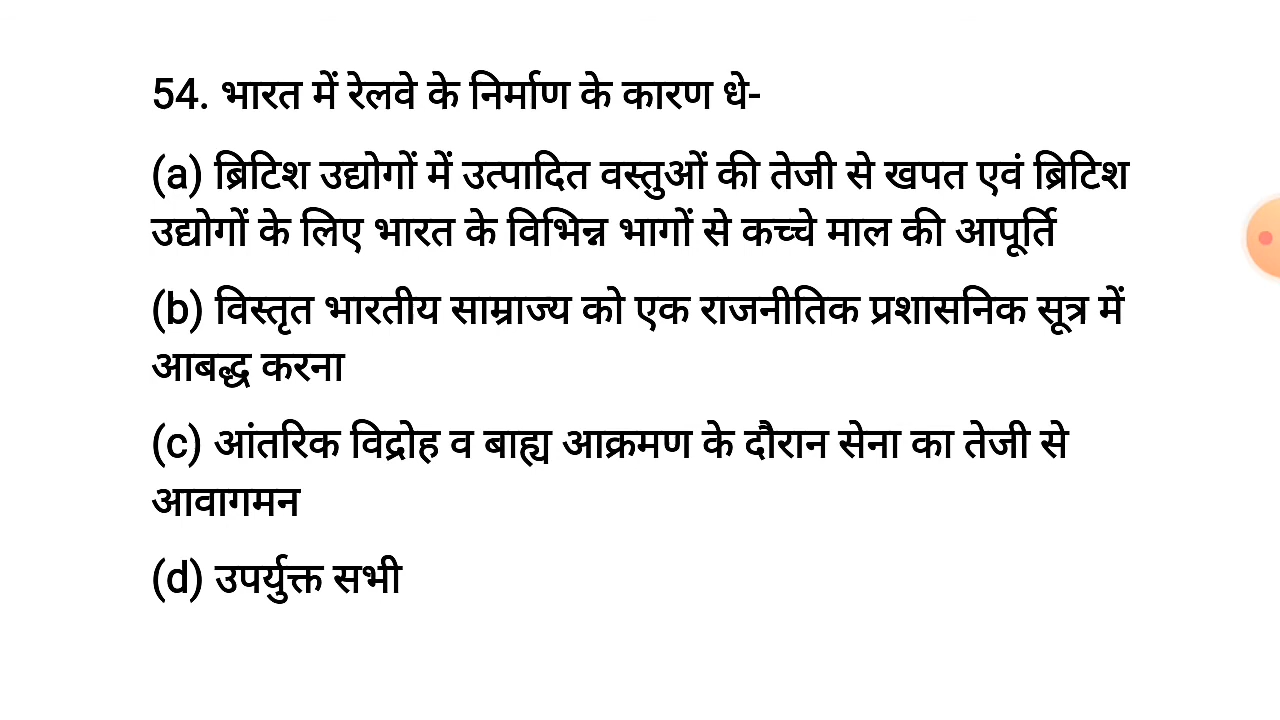 54. भारत में रेलवे के निर्माण के कारण धे-
(a) ब्रिटिश उद्योगों में उत्पादित वस्तुओं की तेजी से खपत एवं ब्रिटिश
उद्योगों के लिए भारत के विभिन्न भागों से कच्चे माल की आपूर्ति
(b) विस्तृत भारतीय साम्राज्य को एक राजनीतिक प्रशासनिक सूत्र में
आबद्ध करना
(c) आंतरिक विद्रोह व बाह्य आक्रमण के दौरान सेना का तेजी से
आवागमन
(d) उपर्युक्त सभी